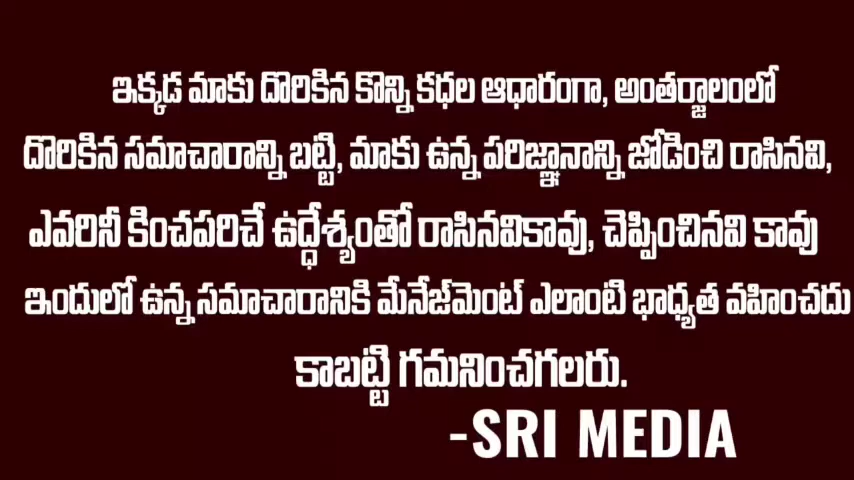 ఇక్కడ మాకు దొరికిన కొన్ని కధల ఆధారంగా, అంతర్జాలంలో
దొరికిన సమాచారాన్ని బట్టి, మాకు ఉన్న పరిజ్ఞానాన్ని జోడించి రాసినవి,
ఎవరినీ కించపరిచే ఉద్ధేశ్యంతో రాసినవికావు, చెప్పించినవి కావు
ఇందులో ఉన్న సమాచారానికి మేనేజ్‌మెంట్ ఎలాంటి భాధ్యత వహించదు
కాబట్టి గమనించగలరు.
-SRI MEDIA